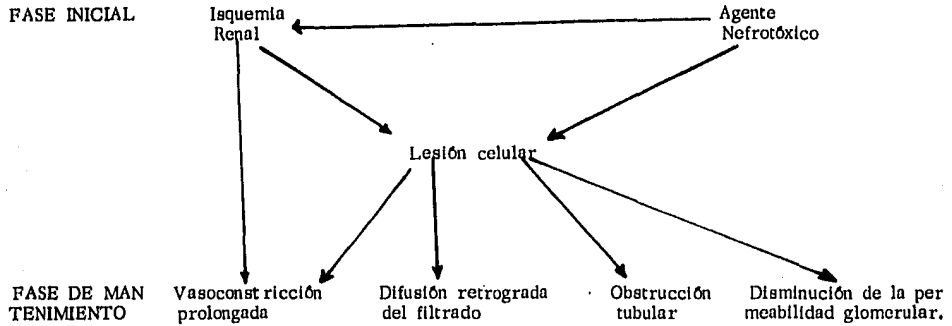 FASE INICIAL
Isquemia
Renal
Agente
Nefrotóxico
Lesión celular
FASE DE MAN
TENIMIENTO
Vasoconstricción
prolongada
Difusión retrograda
del filtrado
Obstrucción
tubular
Disminución de la per
meabilidad glomerular.